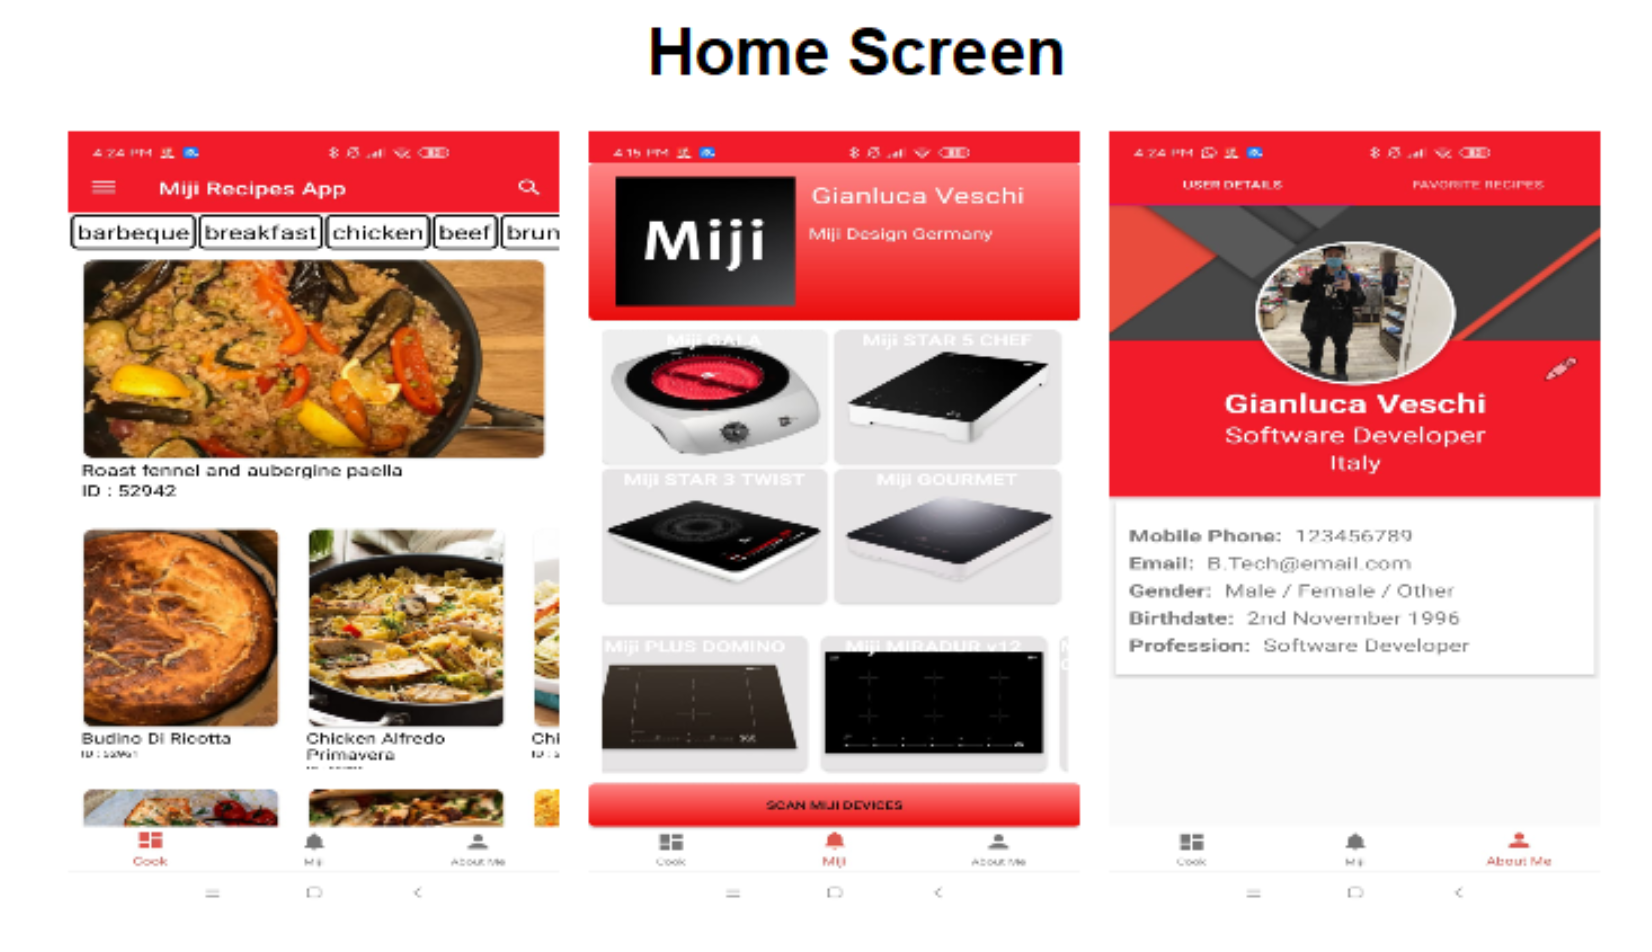 Home Screen
4:24 PM
Miji Recipes App
barbeque breakfast chicken beef brun
Roast fennel and aubergine paella
ID : 52942
Budino Di Ricotta
ID : 52961
Chicken Alfredo
Primavera
Chi
Cook Miji About Me
4:15 PM
Miji
Gianluca Veschi
Miji Design Germany
Miji GALA
Miji STAR 5 CHEF
Miji STAR 3 TWIST
Miji GOURMET
Miji PLUS DOMINO
Miji MIRADUR v12
SCAN MIJI DEVICES
Cook Miji About Me
4:24 PM
USER DETAILS FAVORITE RECIPES
Gianluca Veschi
Software Developer
Italy
Mobile Phone: 123456789
Email: B.Tech@email.com
Gender: Male / Female / Other
Birthdate: 2nd November 1996
Profession: Software Developer
Cook Miji About Me